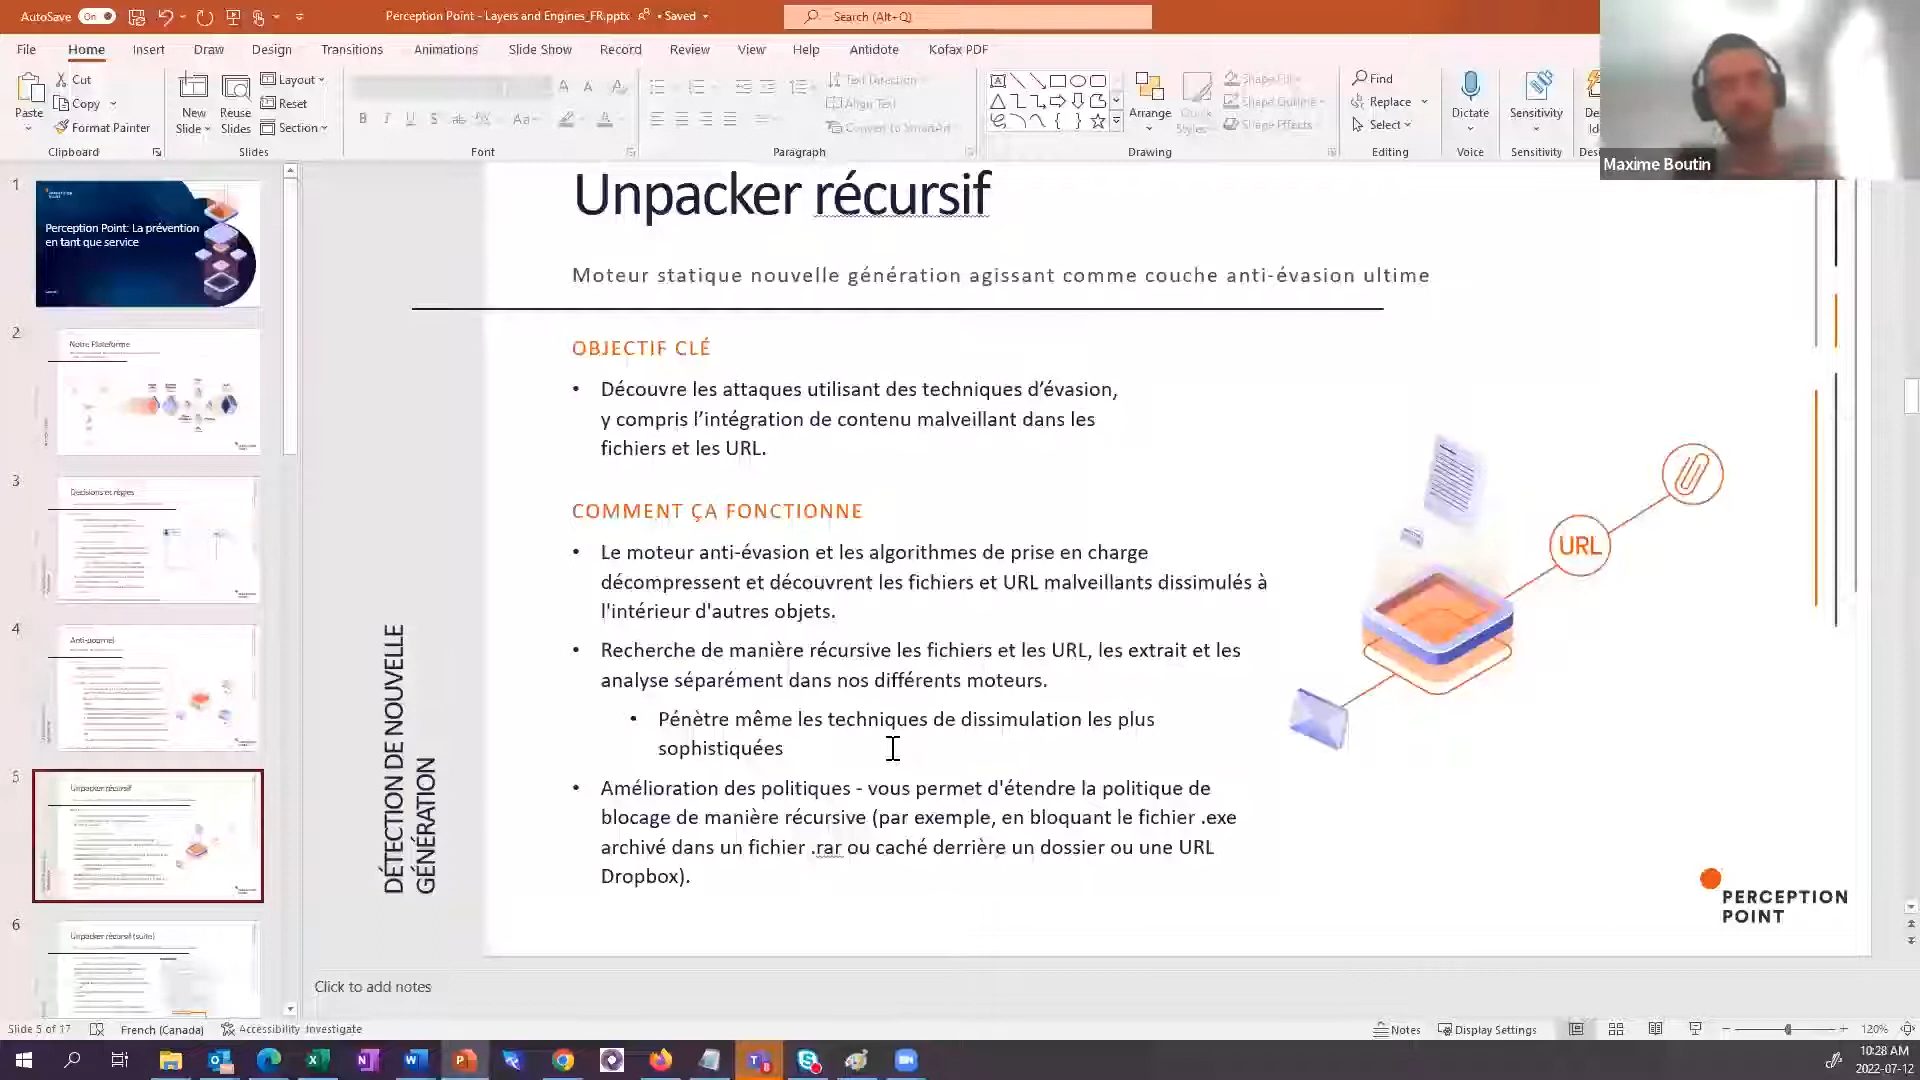 AutoSave On
Perception Point - Layers and Engines_FR.pptx • Saved
Search (Alt+Q)
File Home Insert Draw Design Transitions Animations Slide Show Record Review View Help Antidote Kofax PDF
Paste
Cut
Copy
Format Painter
Clipboard
New Slide
Reuse Slides
Layout
Reset
Section
Slides
Font
Text Direction
Align Text
Convert to SmartArt
Paragraph
Arrange
Quick Styles
Shape Fill
Shape Outline
Shape Effects
Drawing
Find
Replace
Select
Editing
Dictate
Voice
Sensitivity
Sensitivity
Maxime Boutin
1
Perception Point: La prévention
en tant que service
2
Notre Plateforme
3
Décisions et règles
4
5
Unpacker récursif
6
Unpacker récursif (suite)
DÉTECTION DE NOUVELLE
GÉNÉRATION
Unpacker récursif
Moteur statique nouvelle génération agissant comme couche anti-évasion ultime
OBJECTIF CLÉ
• Découvre les attaques utilisant des techniques d’évasion,
y compris l’intégration de contenu malveillant dans les
fichiers et les URL.
COMMENT ÇA FONCTIONNE
• Le moteur anti-évasion et les algorithmes de prise en charge
décompressent et découvrent les fichiers et URL malveillants dissimulés à
l'intérieur d'autres objets.
• Recherche de manière récursive les fichiers et les URL, les extrait et les
analyse séparément dans nos différents moteurs.
• Pénètre même les techniques de dissimulation les plus
sophistiquées
• Amélioration des politiques - vous permet d'étendre la politique de
blocage de manière récursive (par exemple, en bloquant le fichier .exe
archivé dans un fichier .rar ou caché derrière un dossier ou une URL
Dropbox).
URL
PERCEPTION
POINT
Click to add notes
Slide 5 of 17
French (Canada)
Accessibility: Investigate
Notes
Display Settings
120%
10:28 AM
2022-07-12